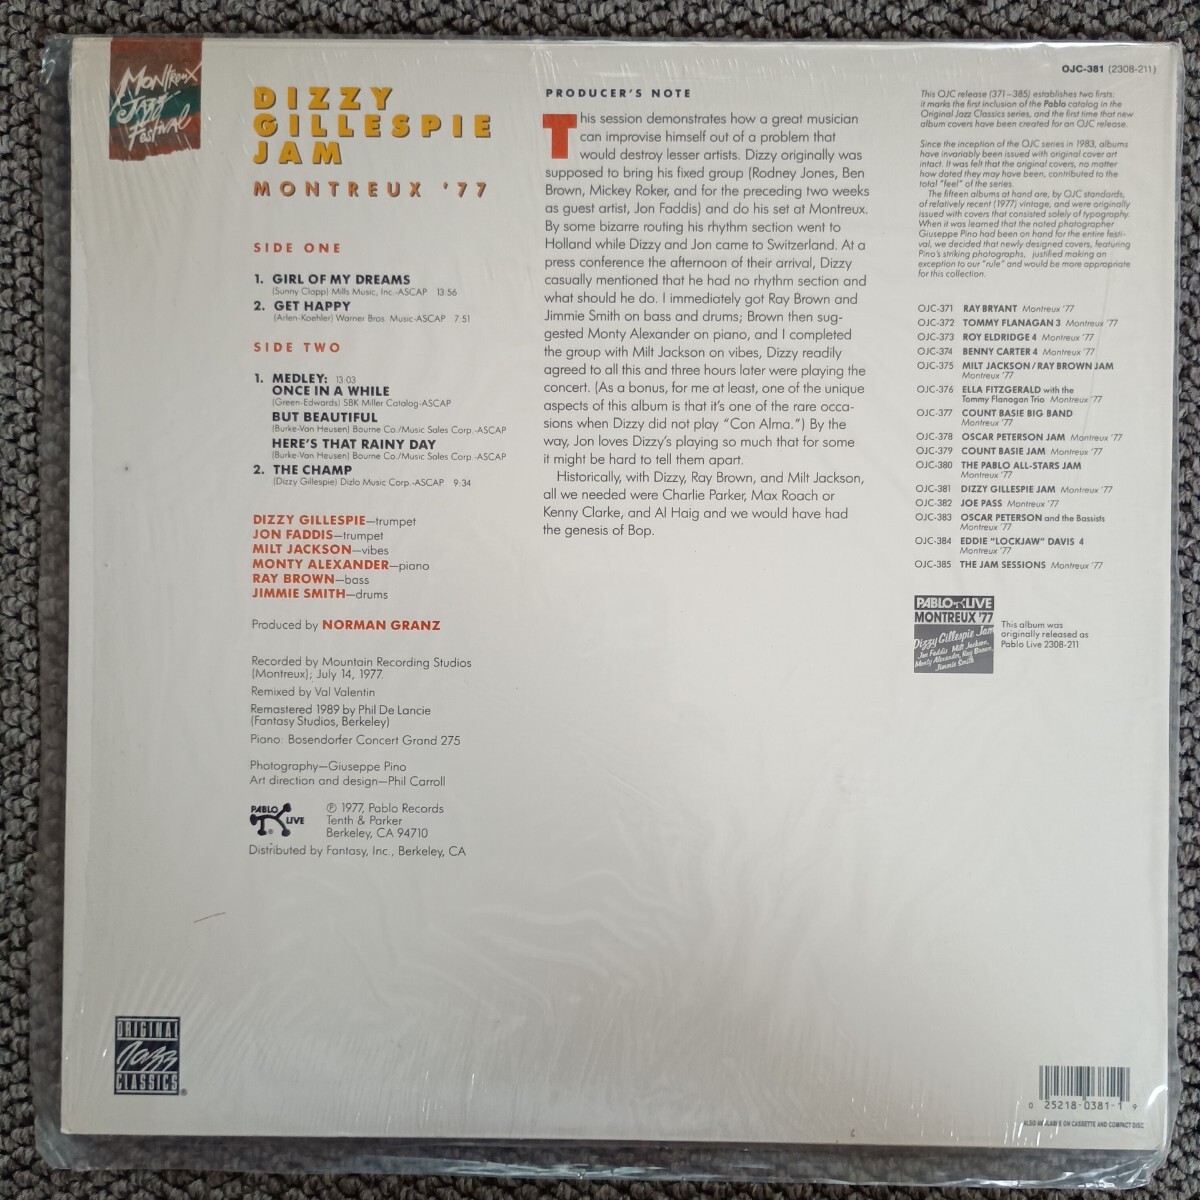 Montreux
Jazz
Festival
DIZZY
GILLESPIE
JAM
MONTREUX '77
SIDE ONE
1. GIRL OF MY DREAMS
(Sunny Clapp) Mills Music, Inc.-ASCAP 13:56
2. GET HAPPY
(Arlen-Koehler) Warner Bros. Music-ASCAP 7:51
SIDE TWO
1. MEDLEY: 13:03
ONCE IN A WHILE
(Green-Edwards) SBK Miller Catalog-ASCAP
BUT BEAUTIFUL
(Burke-Van Heusen) Bourne Co./Music Sales Corp.-ASCAP
HERE'S THAT RAINY DAY
(Burke-Van Heusen) Bourne Co./Music Sales Corp.-ASCAP
2. THE CHAMP
(Dizzy Gillespie) Dizlo Music Corp.-ASCAP 9:34
DIZZY GILLESPIE—trumpet
JON FADDIS—trumpet
MILT JACKSON—vibes
MONTY ALEXANDER—piano
RAY BROWN—bass
JIMMIE SMITH—drums
Produced by NORMAN GRANZ
Recorded by Mountain Recording Studios
(Montreux); July 14, 1977.
Remixed by Val Valentin
Remastered 1989 by Phil De Lancie
(Fantasy Studios, Berkeley)
Piano: Bosendorfer Concert Grand 275
Photography—Giuseppe Pino
Art direction and design—Phil Carroll
PABLO
LIVE
®
℗ 1977, Pablo Records
Tenth & Parker
Berkeley, CA 94710
Distributed by Fantasy, Inc., Berkeley, CA
ORIGINAL
Jazz
CLASSICS®
PRODUCER'S NOTE
This session demonstrates how a great musician
can improvise himself out of a problem that
would destroy lesser artists. Dizzy originally was
supposed to bring his fixed group (Rodney Jones, Ben
Brown, Mickey Roker, and for the preceding two weeks
as guest artist, Jon Faddis) and do his set at Montreux.
By some bizarre routing his rhythm section went to
Holland while Dizzy and Jon came to Switzerland. At a
press conference the afternoon of their arrival, Dizzy
casually mentioned that he had no rhythm section and
what should he do. I immediately got Ray Brown and
Jimmie Smith on bass and drums; Brown then sug-
gested Monty Alexander on piano, and I completed
the group with Milt Jackson on vibes, Dizzy readily
agreed to all this and three hours later were playing the
concert. (As a bonus, for me at least, one of the unique
aspects of this album is that it's one of the rare occa-
sions when Dizzy did not play "Con Alma.") By the
way, Jon loves Dizzy's playing so much that for some
it might be hard to tell them apart.
Historically, with Dizzy, Ray Brown, and Milt Jackson,
all we needed were Charlie Parker, Max Roach or
Kenny Clarke, and Al Haig and we would have had
the genesis of Bop.
OJC-381 (2308-211)
This OJC release (371–385) establishes two firsts:
it marks the first inclusion of the Pablo catalog in the
Original Jazz Classics series, and the first time that new
album covers have been created for an OJC release.
Since the inception of the OJC series in 1983, albums
have invariably been issued with original cover art
intact. It was felt that the original covers, no matter
how dated they may have been, contributed to the
total "feel" of the series.
The fifteen albums at hand are, by OJC standards,
of relatively recent (1977) vintage, and were originally
issued with covers that consisted solely of typography.
When it was learned that the noted photographer
Giuseppe Pino had been on hand for the entire festi-
val, we decided that newly designed covers, featuring
Pino's striking photographs, justified making an
exception to our "rule" and would be more appropriate
for this collection.
OJC-371 RAY BRYANT Montreux '77
OJC-372 TOMMY FLANAGAN 3 Montreux '77
OJC-373 ROY ELDRIDGE 4 Montreux '77
OJC-374 BENNY CARTER 4 Montreux '77
OJC-375 MILT JACKSON/RAY BROWN JAM
Montreux '77
OJC-376 ELLA FITZGERALD with the
Tommy Flanagan Trio Montreux '77
OJC-377 COUNT BASIE BIG BAND
Montreux '77
OJC-378 OSCAR PETERSON JAM Montreux '77
OJC-379 COUNT BASIE JAM Montreux '77
OJC-380 THE PABLO ALL-STARS JAM
Montreux '77
OJC-381 DIZZY GILLESPIE JAM Montreux '77
OJC-382 JOE PASS Montreux '77
OJC-383 OSCAR PETERSON and the Bassists
Montreux '77
OJC-384 EDDIE "LOCKJAW" DAVIS 4
Montreux '77
OJC-385 THE JAM SESSIONS Montreux '77
PABLO LIVE
MONTREUX '77
Dizzy Gillespie Jam
Jon Faddis Milt Jackson,
Monty Alexander, Ray Brown,
Jimmie Smith
This album was
originally released as
Pablo Live 2308-211
0 25218-0381-1 9
ALSO AVAILABLE ON CASSETTE AND COMPACT DISC